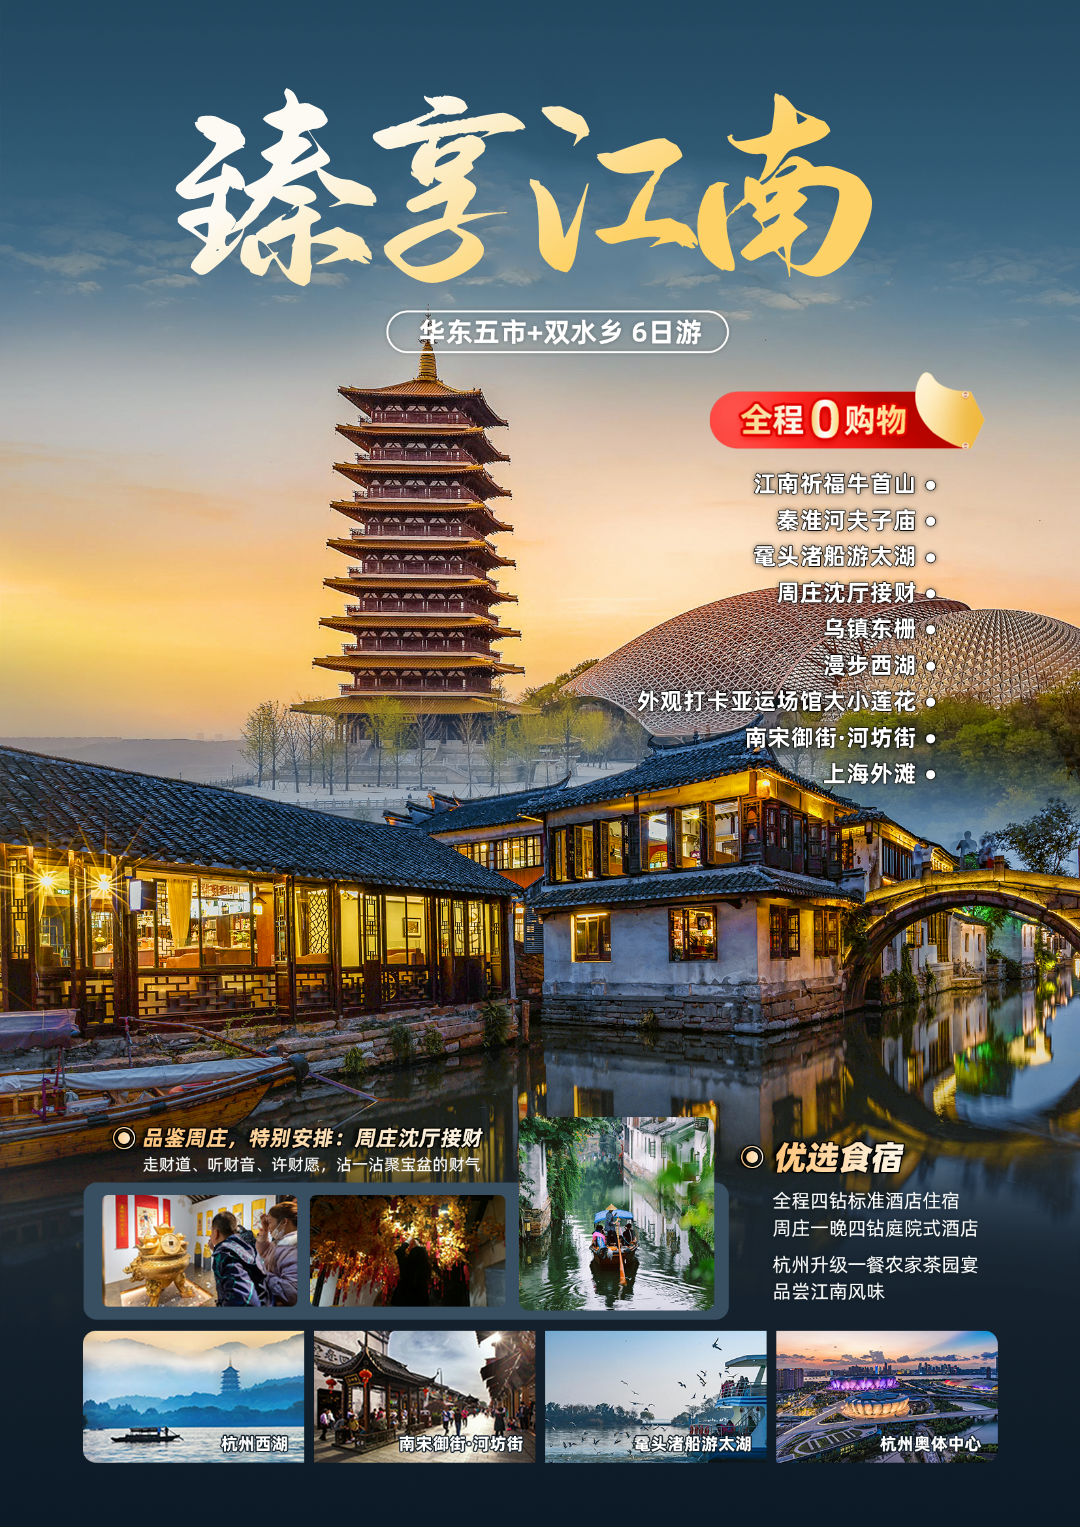 臻享江南
华东五市+双水乡 6日游
全程0购物
江南祈福牛首山
秦淮河夫子庙
鼋头渚船游太湖
周庄沈厅接财
乌镇东栅
漫步西湖
外观打卡亚运场馆大小莲花
南宋御街·河坊街
上海外滩
品鉴周庄，特别安排：周庄沈厅接财
走财道、听财音、许财愿，沾一沾聚宝盆的财气
优选食宿
全程四钻标准酒店住宿
周庄一晚四钻庭院式酒店
杭州升级一餐农家茶园宴
品尝江南风味
杭州西湖
南宋御街·河坊街
鼋头渚船游太湖
杭州奥体中心